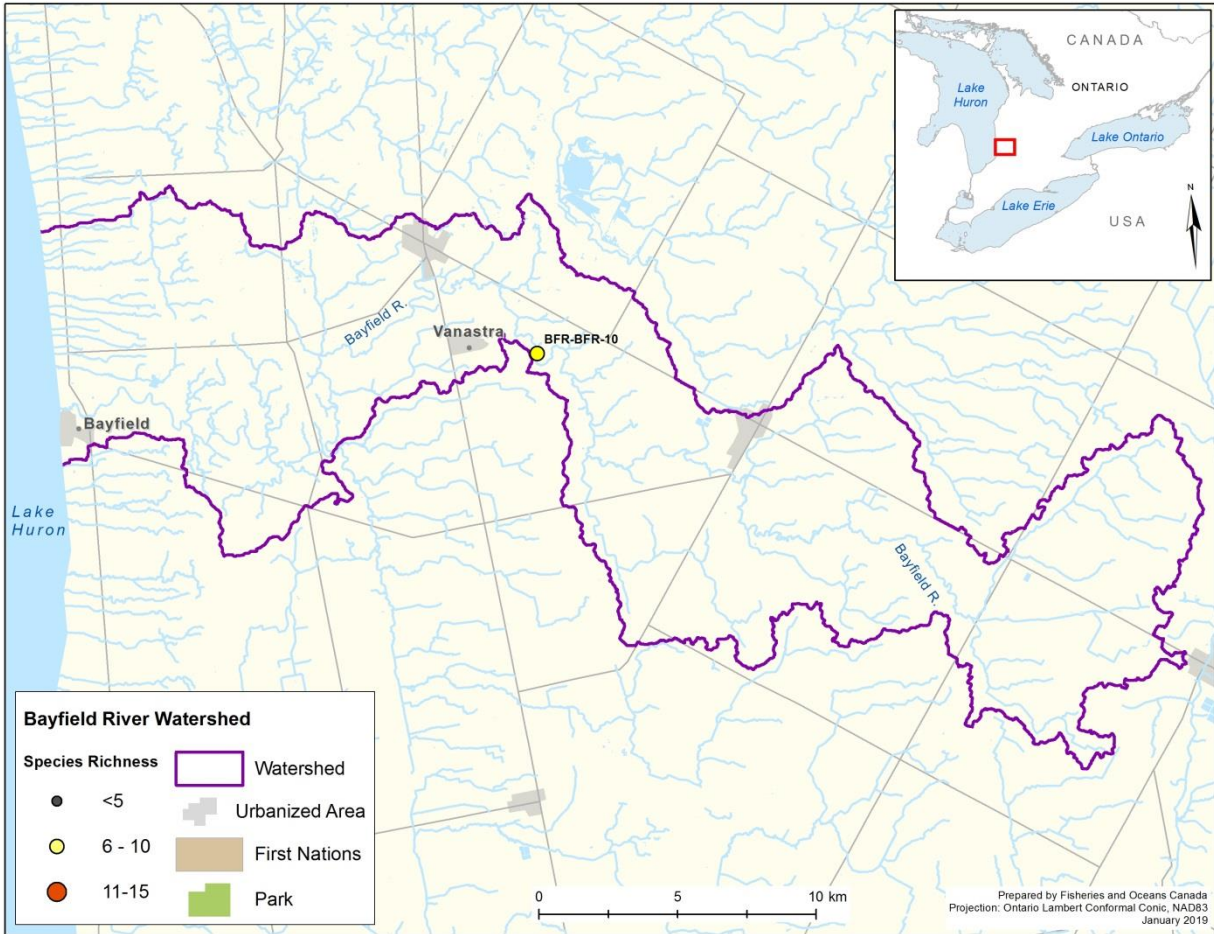 CANADA
ONTARIO
Lake
Huron
Lake Ontario
Lake Erie
USA
N
Bayfield R.
Vanastra
BFR-BFR-10
Bayfield
Lake
Huron
Bayfield R.
Bayfield River Watershed
Species Richness
<5
6 - 10
11-15
Watershed
Urbanized Area
First Nations
Park
0 5 10 km
Prepared by Fisheries and Oceans Canada
Projection: Ontario Lambert Conformal Conic, NAD83
January 2019